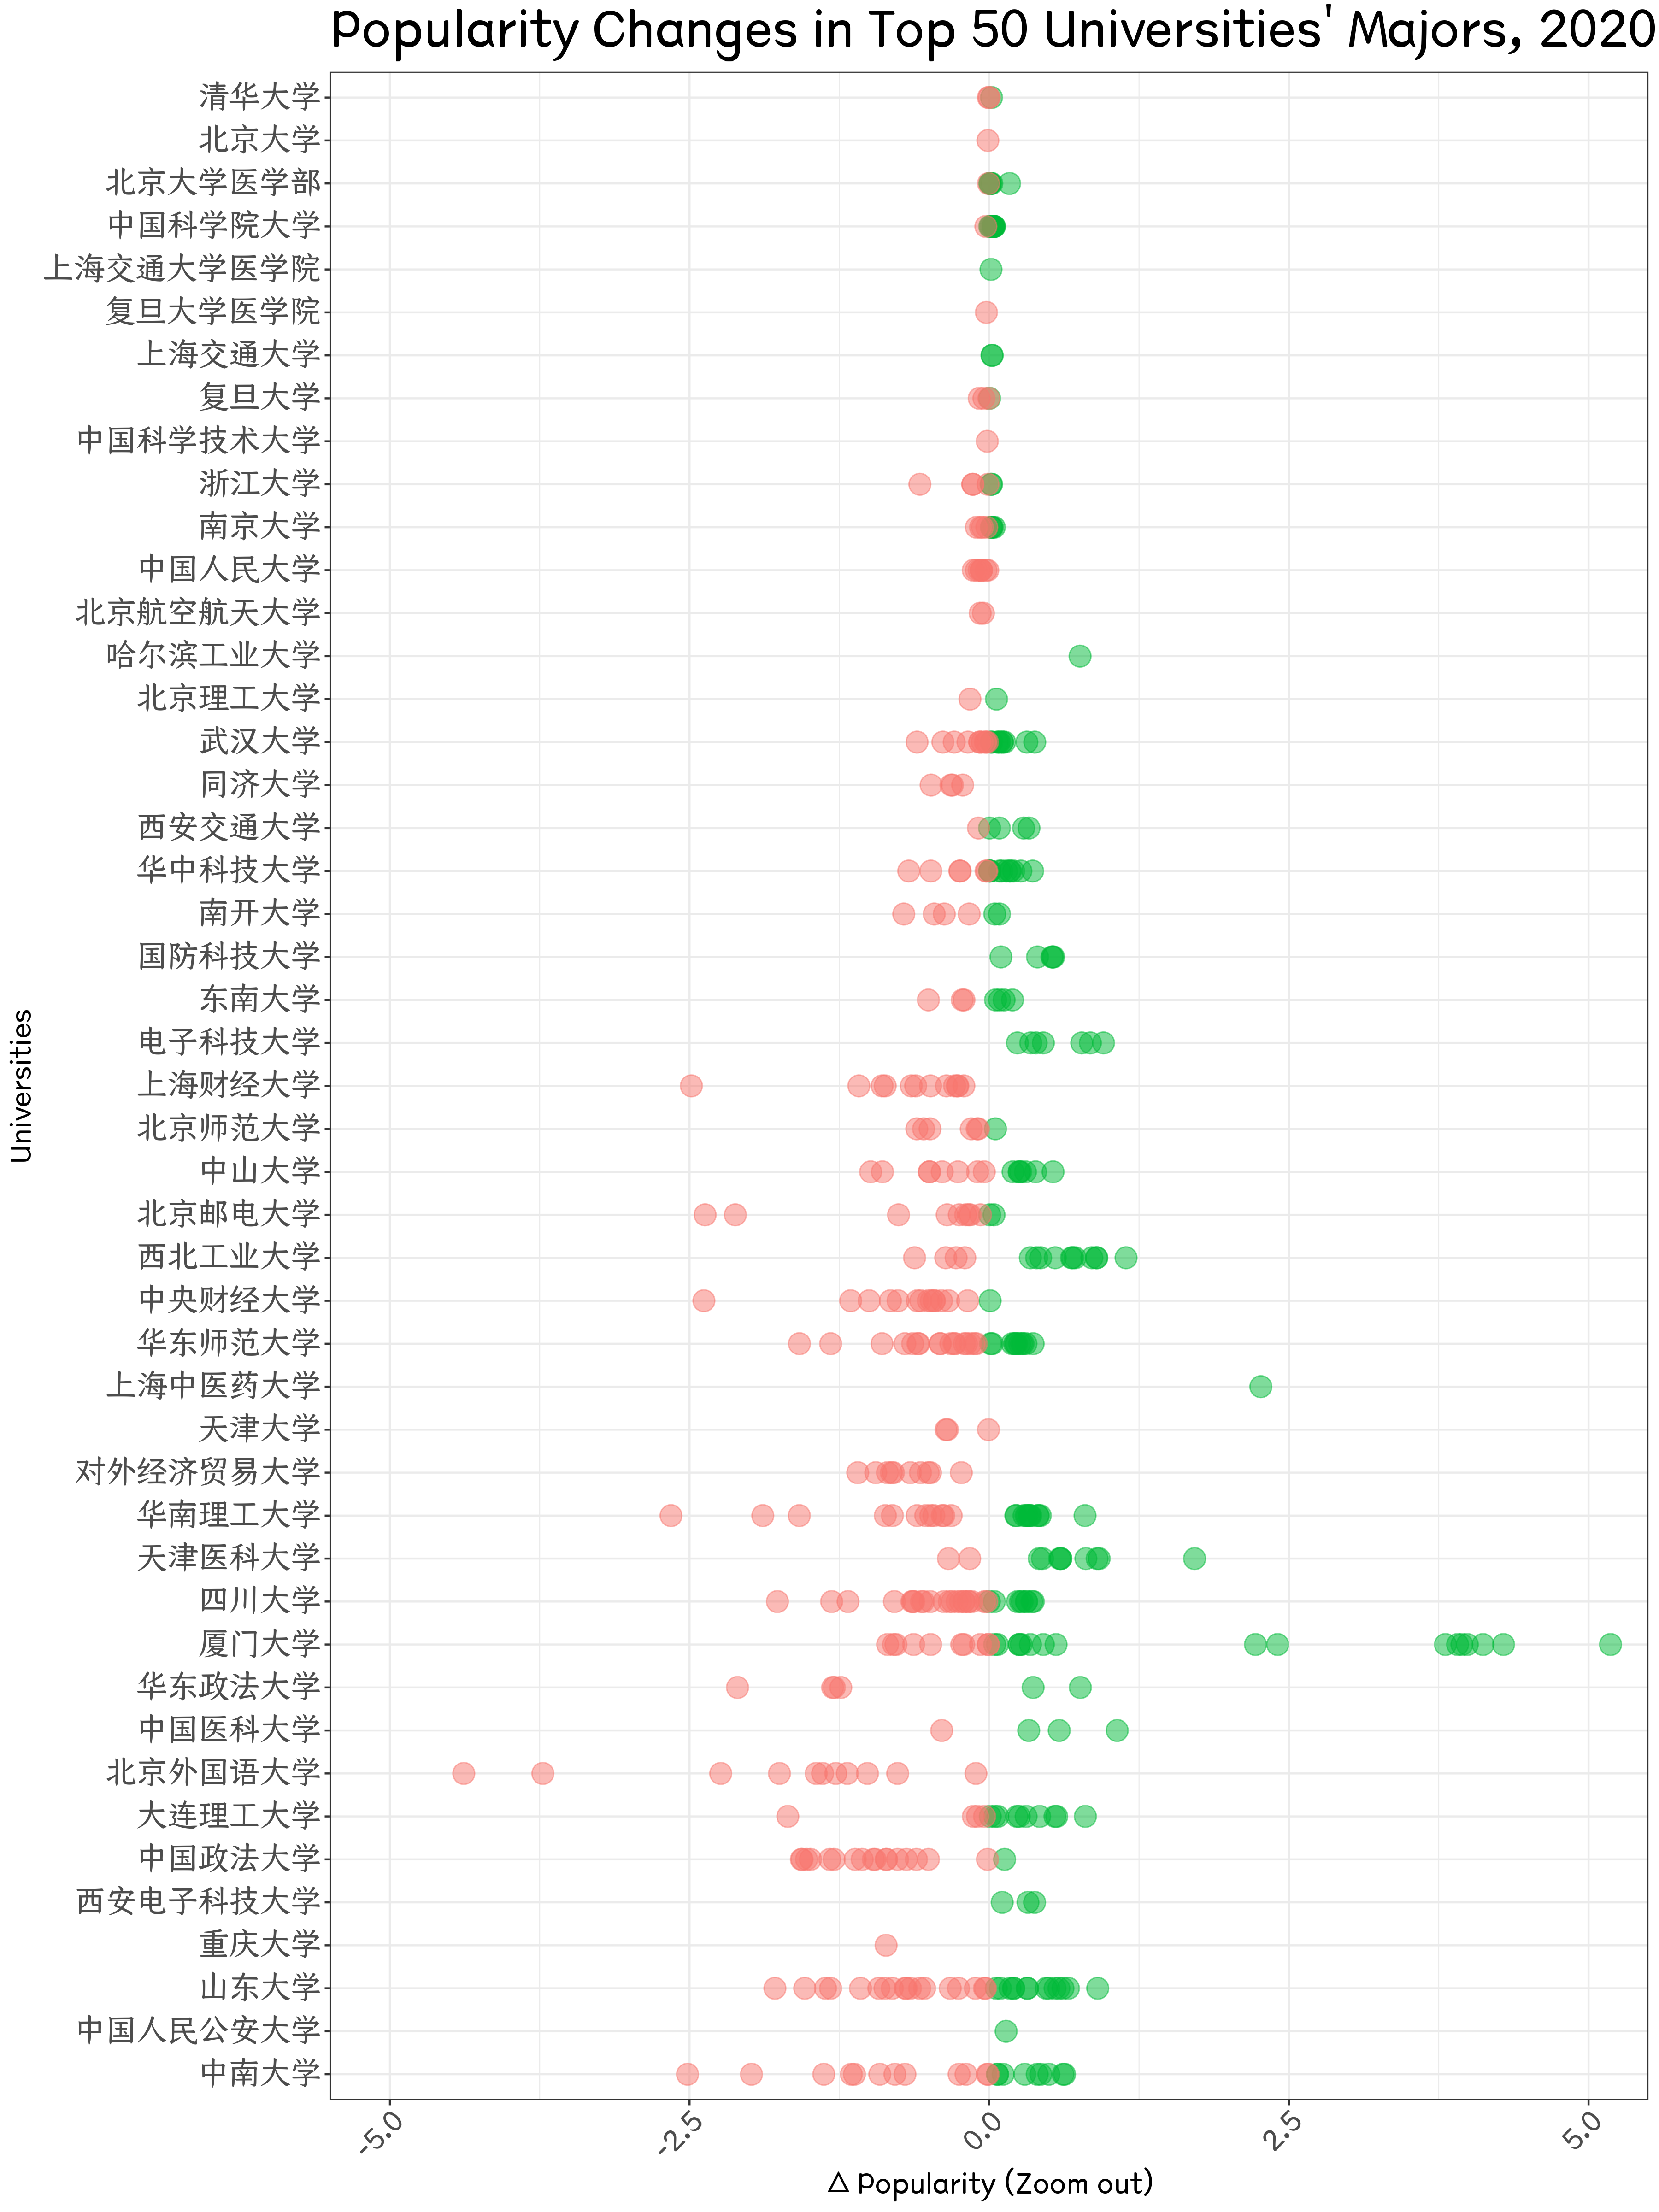 Popularity Changes in Top 50 Universities' Majors, 2020
清华大学
北京大学
北京大学医学部
中国科学院大学
上海交通大学医学院
复旦大学医学院
上海交通大学
复旦大学
中国科学技术大学
浙江大学
南京大学
中国人民大学
北京航空航天大学
哈尔滨工业大学
北京理工大学
武汉大学
同济大学
西安交通大学
华中科技大学
南开大学
国防科技大学
东南大学
电子科技大学
上海财经大学
北京师范大学
中山大学
北京邮电大学
西北工业大学
中央财经大学
华东师范大学
上海中医药大学
天津大学
对外经济贸易大学
华南理工大学
天津医科大学
四川大学
厦门大学
华东政法大学
中国医科大学
北京外国语大学
大连理工大学
中国政法大学
西安电子科技大学
重庆大学
山东大学
中国人民公安大学
中南大学
Universities
-5.0 -2.5 0.0 2.5 5.0
△ Popularity (Zoom out)